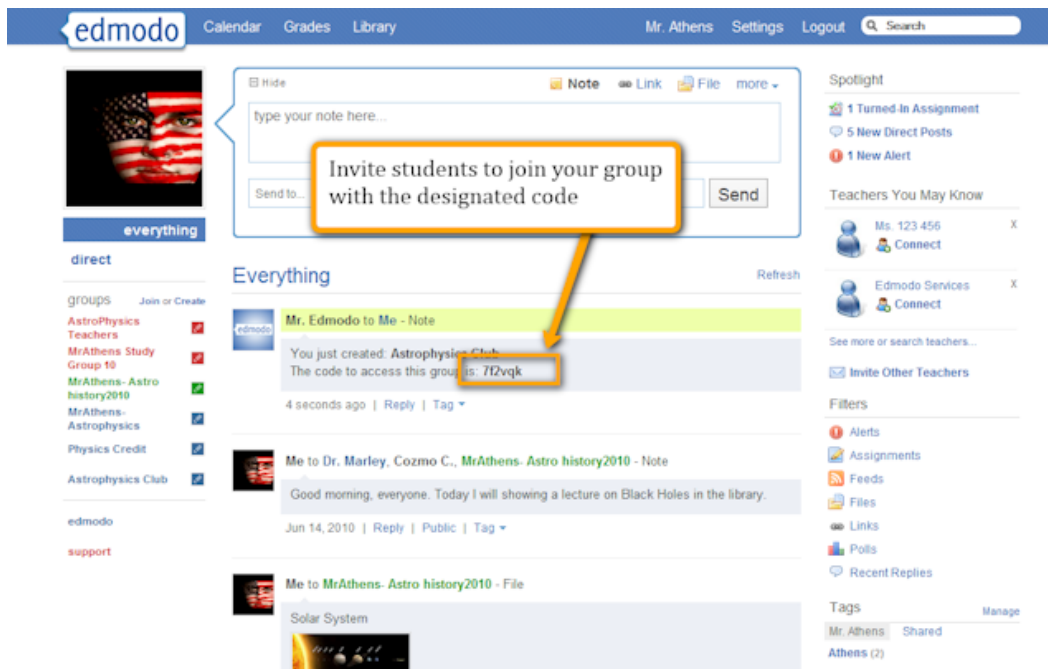 edmodo
Calendar Grades Library Mr. Athens Settings Logout Search
Hide Note Link File more
type your note here...
Send to... Send
Invite students to join your group
with the designated code
everything
direct
groups Join or Create
AstroPhysics
Teachers
MrAthens Study
Group 10
MrAthens- Astro
history2010
MrAthens-
Astrophysics
Physics Credit
Astrophysics Club
edmodo
support
Everything Refresh
edmodo
Mr. Edmodo to Me - Note
You just created: Astrophysics Club
The code to access this group is: 7f2vqk
4 seconds ago | Reply | Tag
Me to Dr. Marley, Cozmo C., MrAthens- Astro history2010 - Note
Good morning, everyone. Today I will showing a lecture on Black Holes in the library.
Jun 14, 2010 | Reply | Public | Tag
Me to MrAthens- Astro history2010 - File
Solar System
Spotlight
1 Turned-In Assignment
5 New Direct Posts
1 New Alert
Teachers You May Know
Ms. 123 456 X
Connect
Edmodo Services X
Connect
See more or search teachers...
Invite Other Teachers
Filters
Alerts
Assignments
Feeds
Files
Links
Polls
Recent Replies
Tags Manage
Mr. Athens Shared
Athens (2)